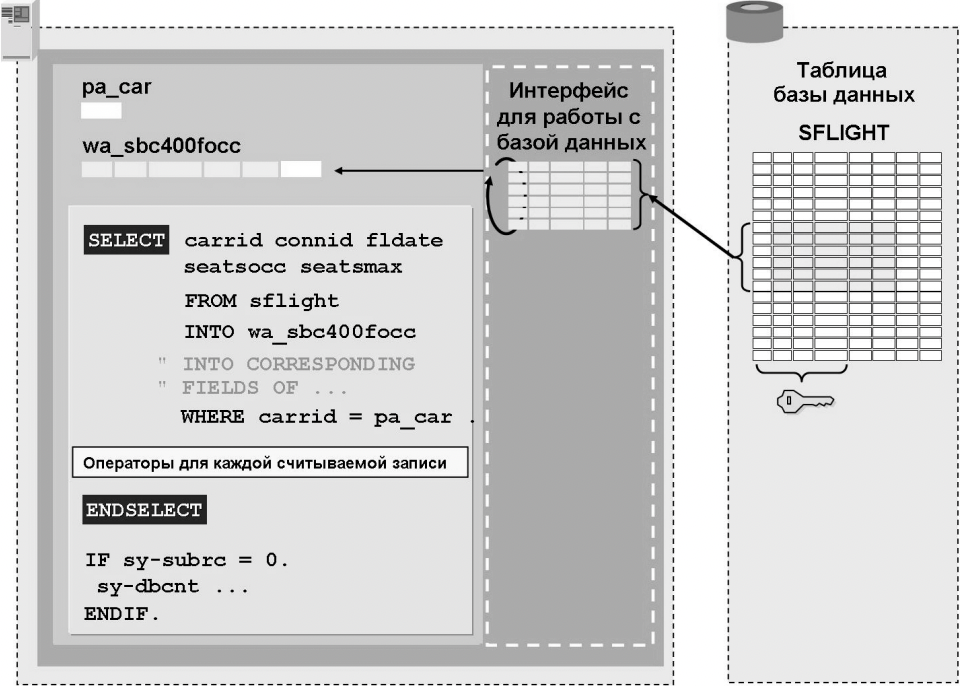 pa_car
wa_sbc400focc
SELECT carrid connid fldate
seatsocc seatsmax
FROM sflight
INTO wa_sbc400focc
" INTO CORRESPONDING
" FIELDS OF ...
WHERE carrid = pa_car .
Операторы для каждой считываемой записи
ENDSELECT
IF sy-subrc = 0.
sy-dbcnt ...
ENDIF.
Интерфейс
для работы с
базой данных
Таблица
базы данных
SFLIGHT